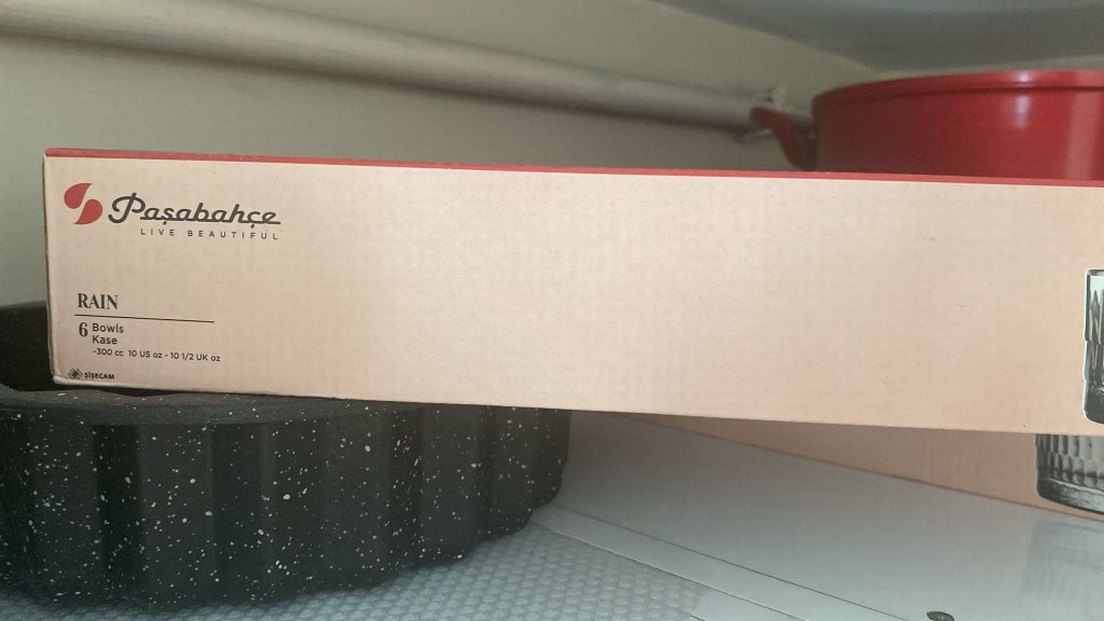 Paşabahçe
LIVE BEAUTIFUL
RAIN
6 Bowls
Kase
~300 cc 10 US oz - 10 1/2 UK oz
ŞİŞECAM